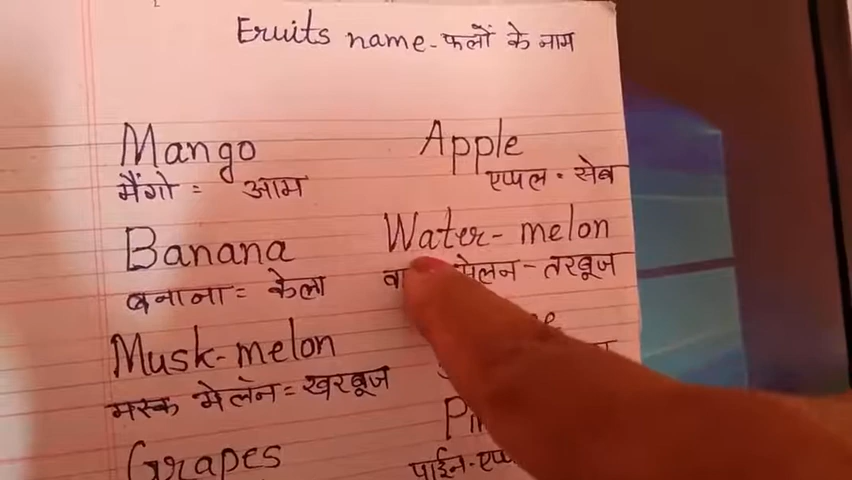 Fruits name-फलों के नाम
Mango
मैंगो = आम
Apple
एप्पल = सेब
Banana
बनाना = केला
Water-melon
मेलन - तरबूज
Musk-melon
मस्क मेलन = खरबूज
Grapes
पाईन-